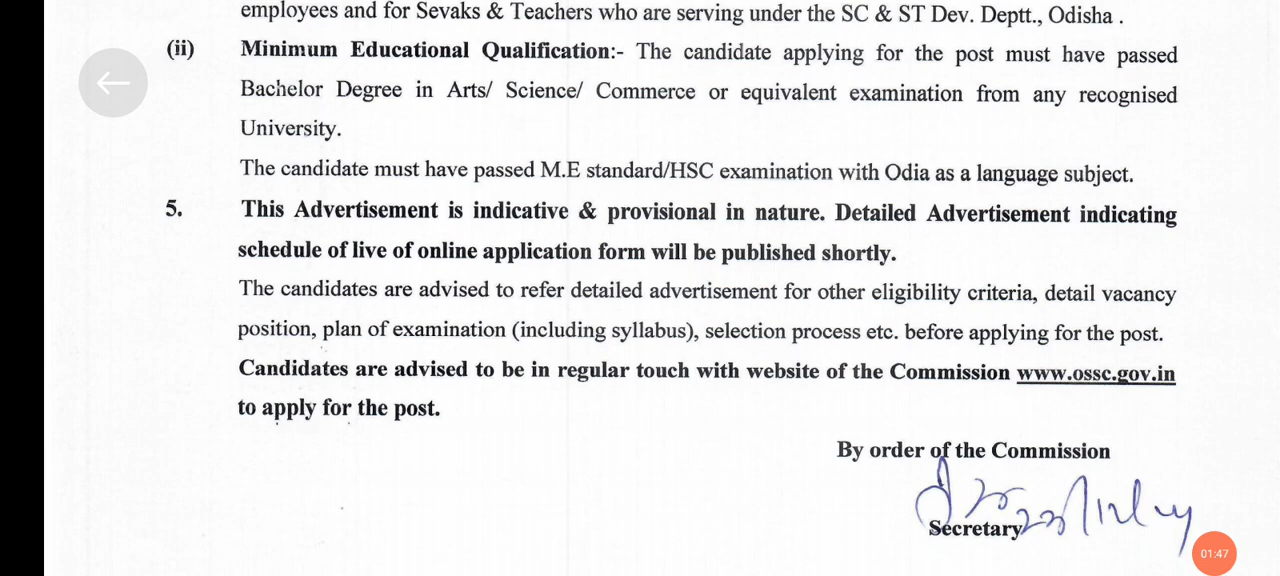 employees and for Sevaks & Teachers who are serving under the SC & ST Dev. Deptt., Odisha .
(ii) Minimum Educational Qualification:- The candidate applying for the post must have passed
Bachelor Degree in Arts/ Science/ Commerce or equivalent examination from any recognised
University.
The candidate must have passed M.E standard/HSC examination with Odia as a language subject.
5. This Advertisement is indicative & provisional in nature. Detailed Advertisement indicating
schedule of live of online application form will be published shortly.
The candidates are advised to refer detailed advertisement for other eligibility criteria, detail vacancy
position, plan of examination (including syllabus), selection process etc. before applying for the post.
Candidates are advised to be in regular touch with website of the Commission www.ossc.gov.in
to apply for the post.
By order of the Commission
Secretary
01:47